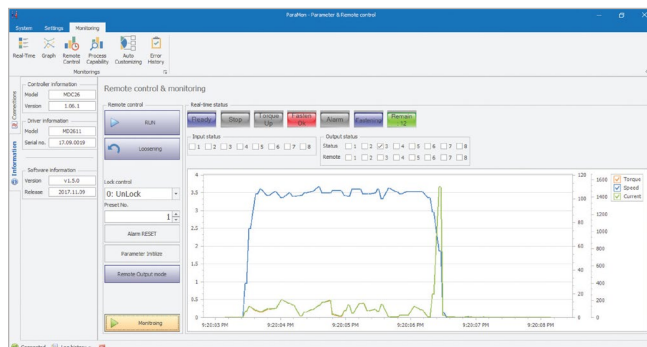 ParaMon - Parameter & Remote control
System Settings Monitoring
Real-Time Graph Remote Control Process Capability Auto Customizing Error History
Monitorings
Connections
Information
Controller information
Model MDC26
Version 1.06.1
Driver information
Model MD2611
Serial no. 17.09.0019
Software information
Version v1.5.0
Release 2017.11.09
Remote control & monitoring
Remote control
RUN
Loosening
Lock control
0: UnLock
Preset No.
1
Alarm RESET
Parameter Initilize
Remote Output mode
Monitroing
Real-time status
Ready Stop Torque Up Fasten OK Alarm Remain
Input status
1 2 3 4 5 6 7 8
Output status
Status 1 2 3 4 5 6 7 8
Remote 1 2 3 4 5 6 7 8
4
3.5
3
2.5
2
1.5
1
0.5
0
9:20:03 PM 9:20:04 PM 9:20:05 PM 9:20:06 PM 9:20:07 PM 9:20:08 PM
120
100
80
60
40
20
0
1600
1400
1200
1000
800
600
400
200
0
Torque
Speed
Current